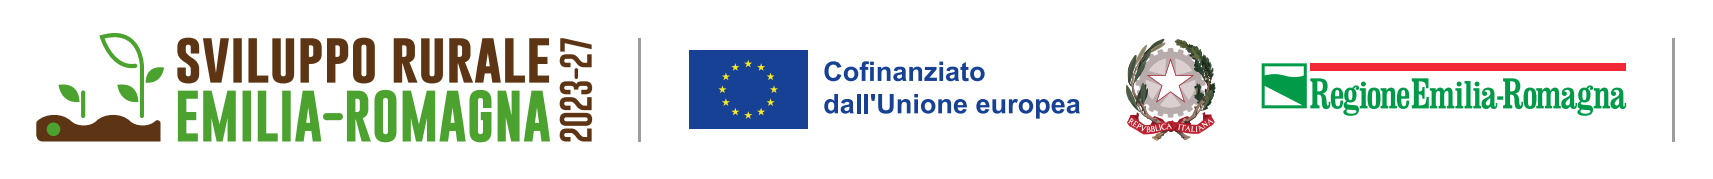 SVILUPPO RURALE
EMILIA-ROMAGNA
2023-27
Cofinanziato
dall'Unione europea
REPVBBLICA ITALIANA
RegioneEmilia-Romagna